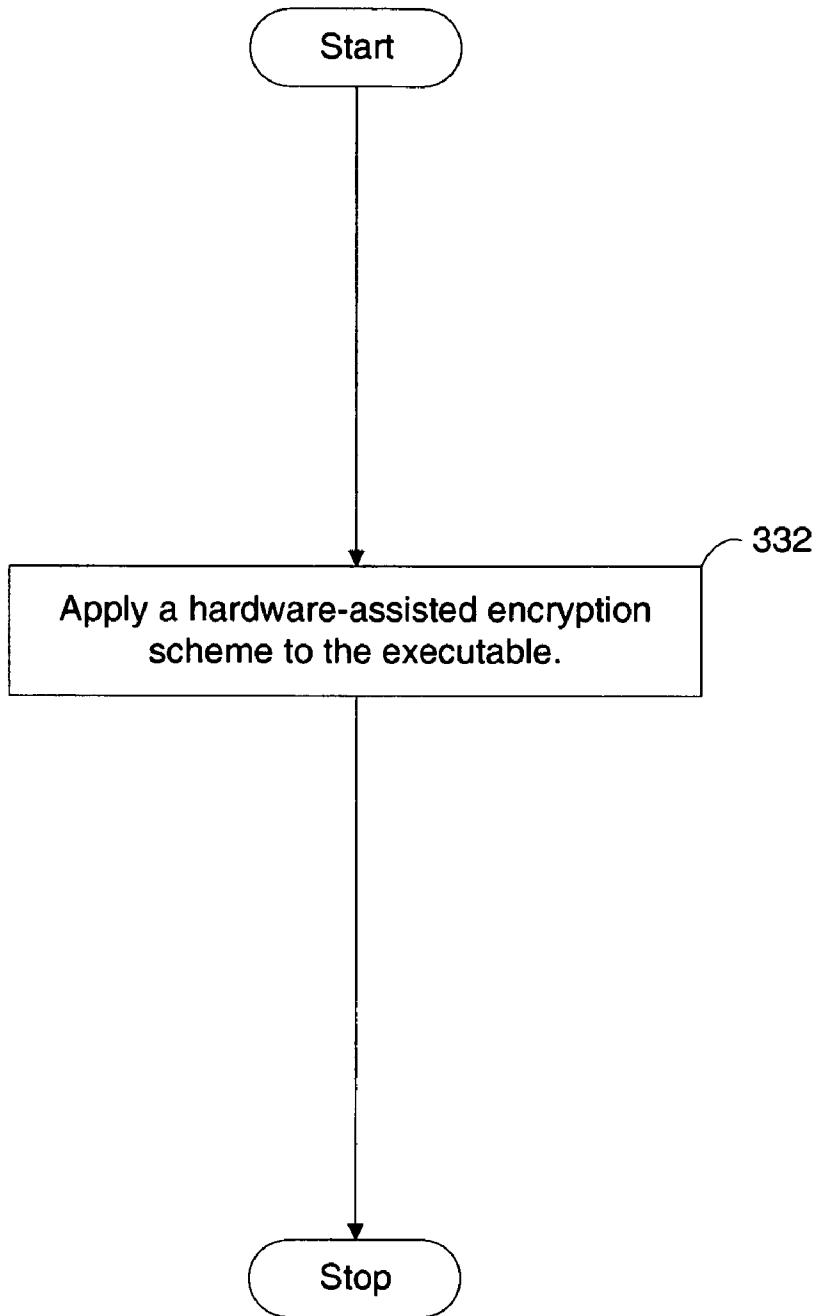 Start
332
Apply a hardware-assisted encryption
scheme to the executable.
Stop